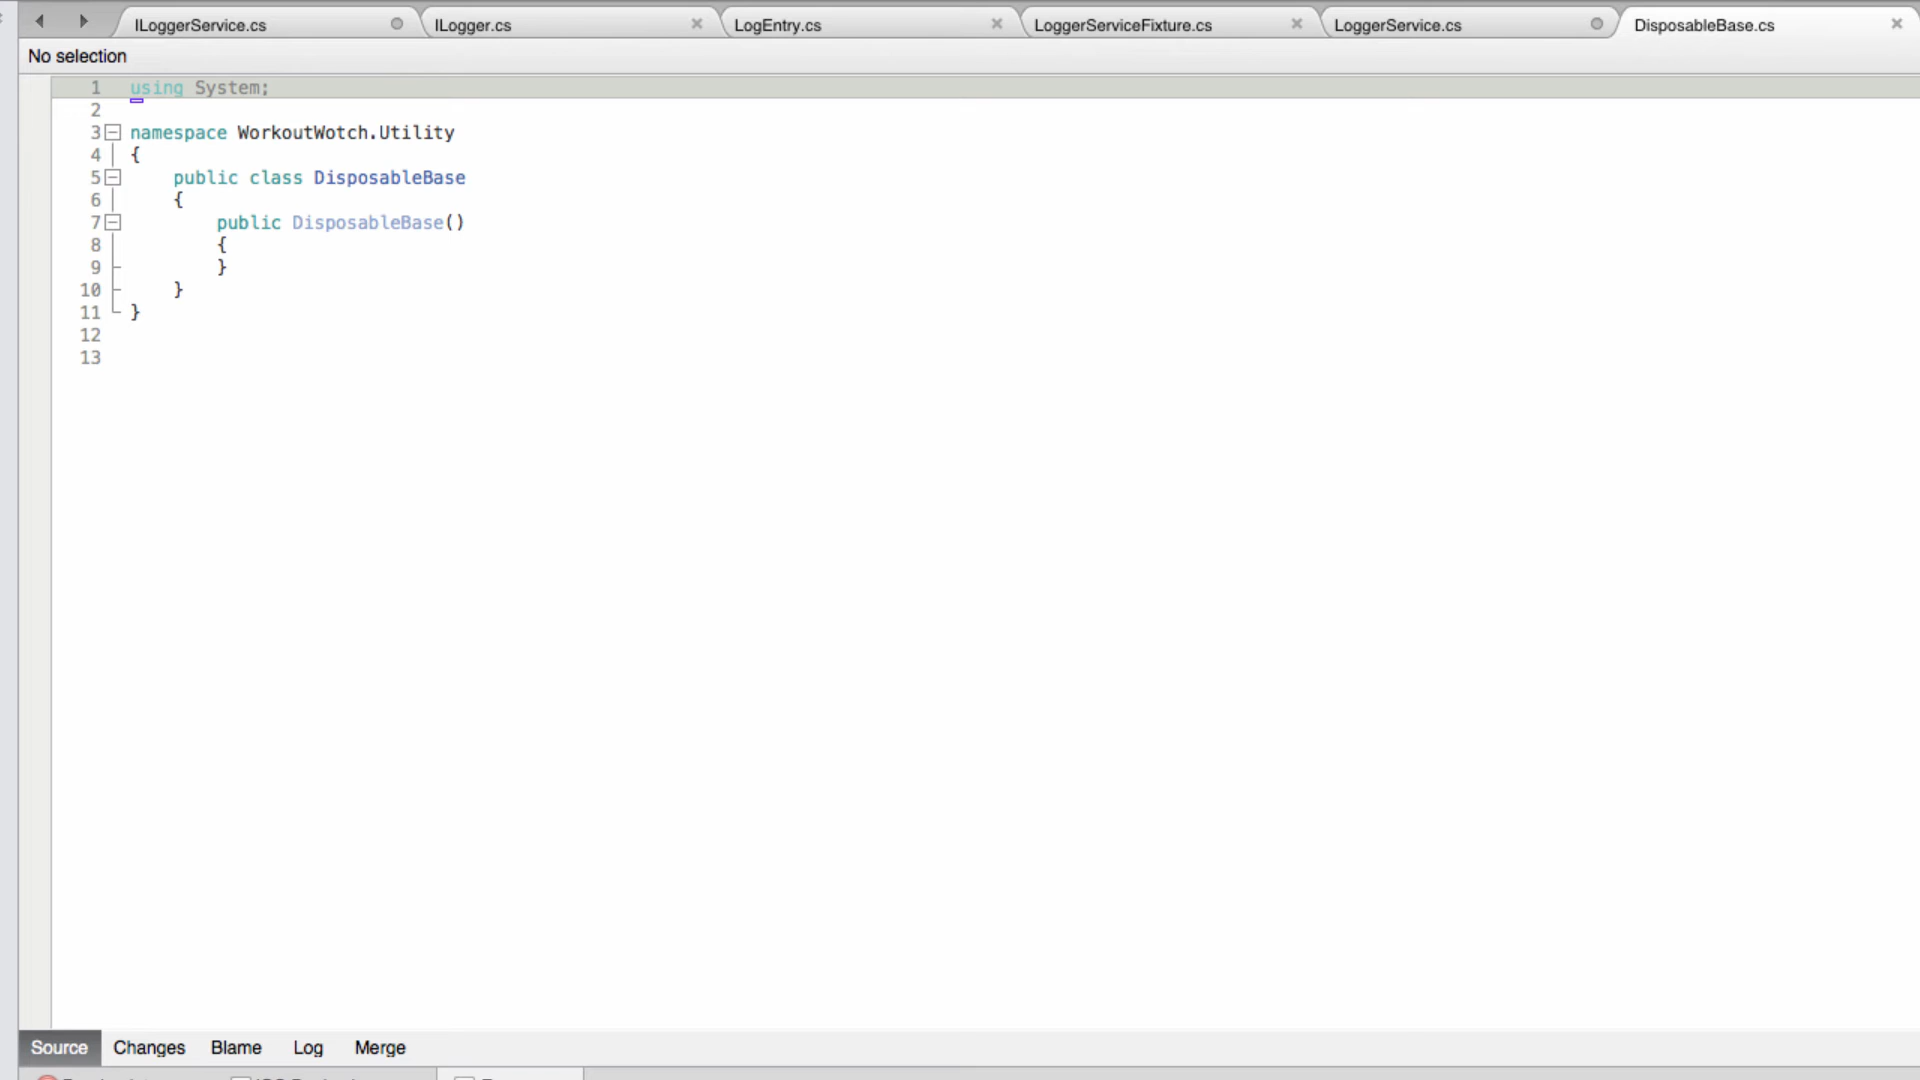 ILoggerService.cs ILogger.cs LogEntry.cs LoggerServiceFixture.cs LoggerService.cs DisposableBase.cs
No selection
1 using System;
2
3 namespace WorkoutWotch.Utility
4 {
5 public class DisposableBase
6 {
7 public DisposableBase()
8 {
9 }
10 }
11 }
12
13
Source Changes Blame Log Merge